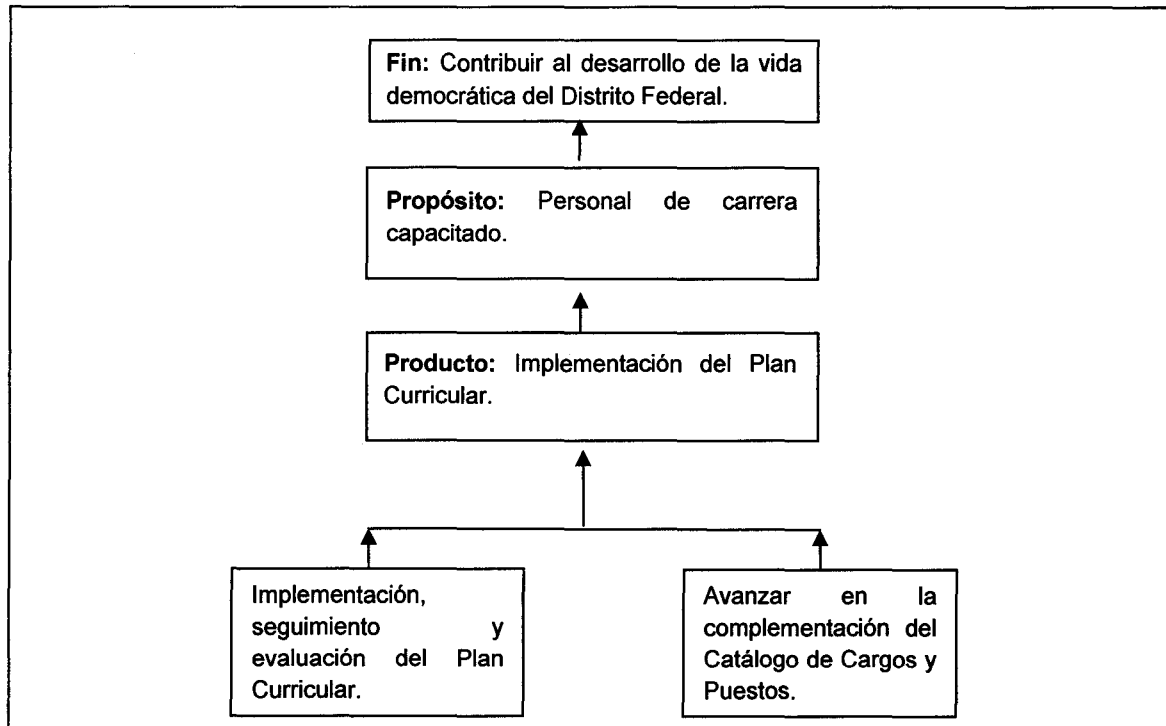 Fin: Contribuir al desarrollo de la vida
democrática del Distrito Federal.
Propósito: Personal de carrera
capacitado.
Producto: Implementación del Plan
Curricular.
Implementación,
seguimiento y
evaluación del Plan
Curricular.
Avanzar en la
complementación del
Catálogo de Cargos y
Puestos.